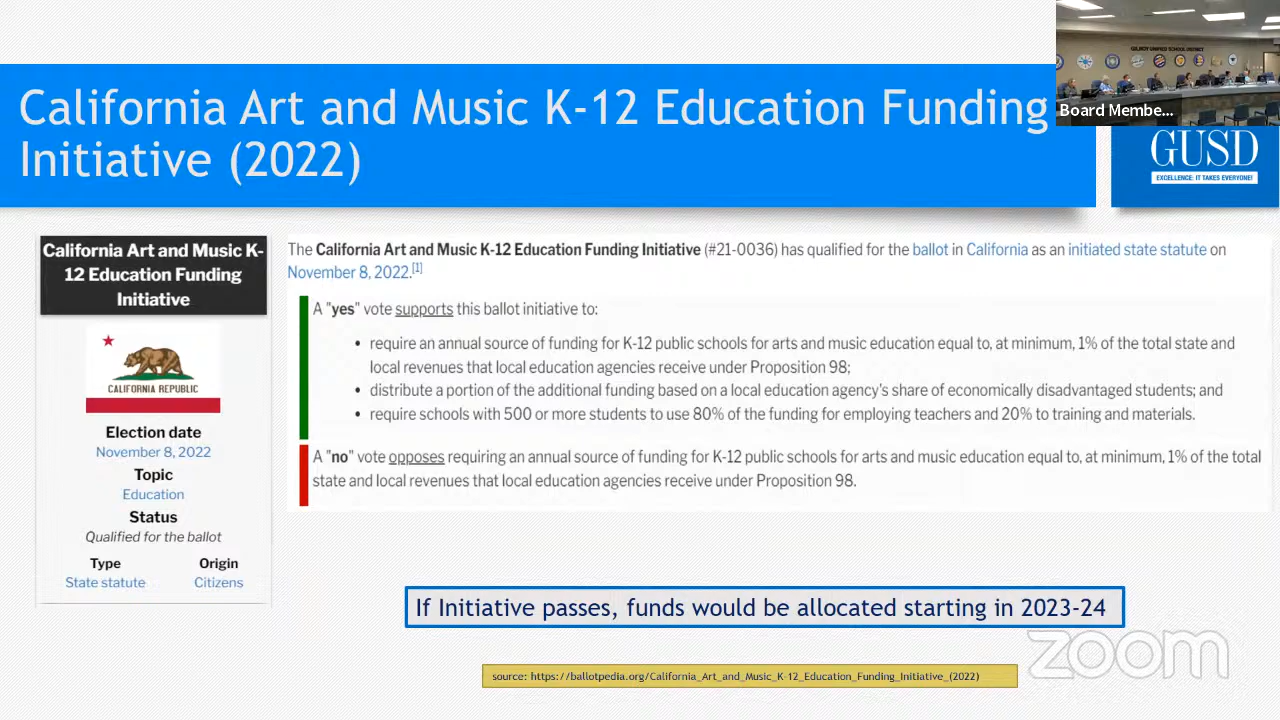 California Art and Music K-12 Education Funding
Initiative (2022)
GILROY UNIFIED SCHOOL DISTRICT
Board Membe...
GUSD
EXCELLENCE: IT TAKES EVERYONE!
California Art and Music K-
12 Education Funding
Initiative
CALIFORNIA REPUBLIC
Election date
November 8, 2022
Topic
Education
Status
Qualified for the ballot
Type Origin
State statute Citizens
The California Art and Music K-12 Education Funding Initiative (#21-0036) has qualified for the ballot in California as an initiated state statute on
November 8, 2022.[1]
A "yes" vote supports this ballot initiative to:
• require an annual source of funding for K-12 public schools for arts and music education equal to, at minimum, 1% of the total state and
local revenues that local education agencies receive under Proposition 98;
• distribute a portion of the additional funding based on a local education agency's share of economically disadvantaged students; and
• require schools with 500 or more students to use 80% of the funding for employing teachers and 20% to training and materials.
A "no" vote opposes requiring an annual source of funding for K-12 public schools for arts and music education equal to, at minimum, 1% of the total
state and local revenues that local education agencies receive under Proposition 98.
If Initiative passes, funds would be allocated starting in 2023-24
zoom
source: https://ballotpedia.org/California_Art_and_Music_K-12_Education_Funding_Initiative_(2022)